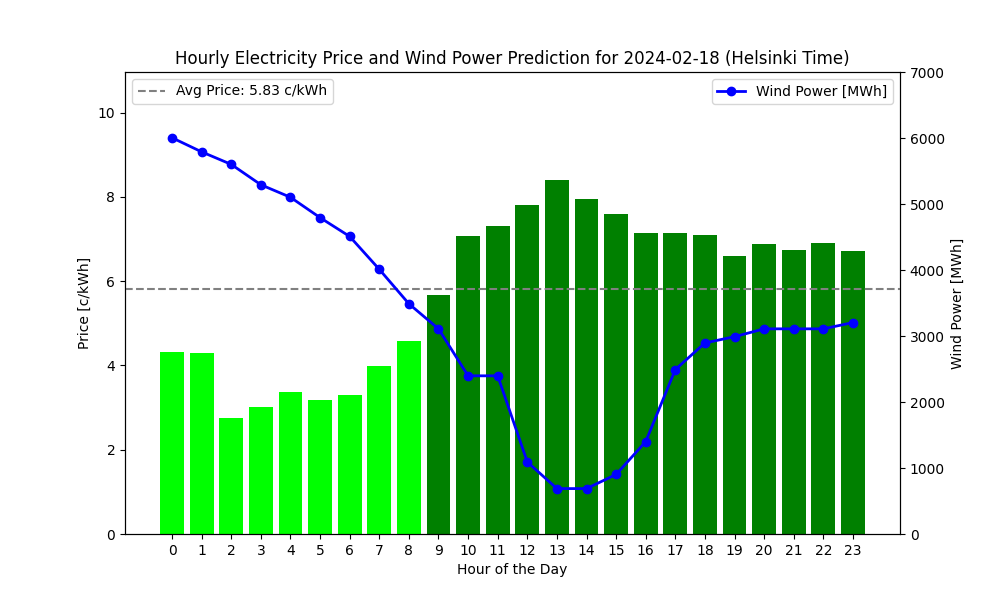 Hourly Electricity Price and Wind Power Prediction for 2024-02-18 (Helsinki Time)
Avg Price: 5.83 c/kWh
Wind Power [MWh]
10
8
6
4
2
0
Price [c/kWh]
7000
6000
5000
4000
3000
2000
1000
0
Wind Power [MWh]
0 1 2 3 4 5 6 7 8 9 10 11 12 13 14 15 16 17 18 19 20 21 22 23
Hour of the Day